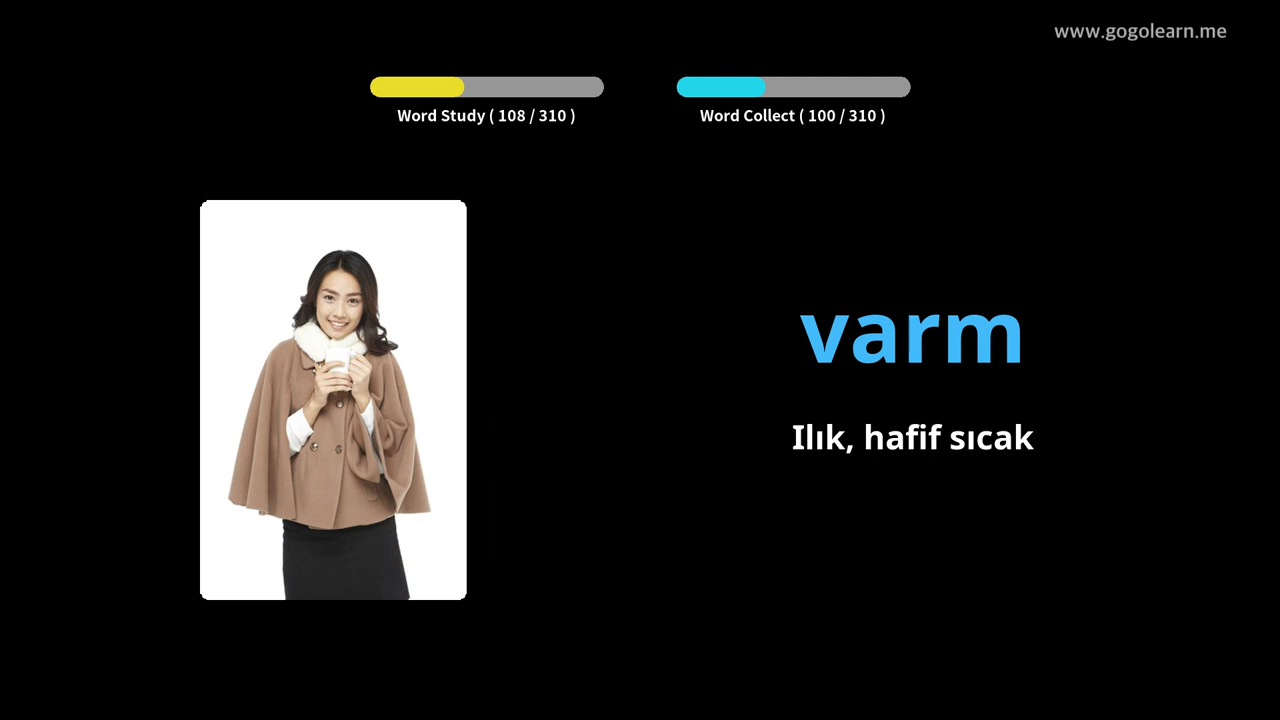 www.gogolearn.me
Word Study ( 108 / 310 )
Word Collect ( 100 / 310 )
varm
Ilık, hafif sıcak